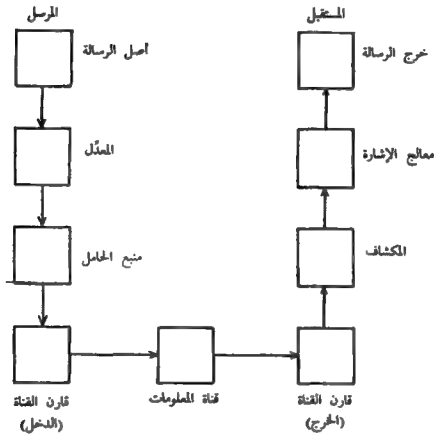 المرسل
المستقبل
أصل الرسالة
خرج الرسالة
المعدّل
معالج الإشارة
منبع الحامل
المكشاف
قارن القناة
(الدخل)
قناة المعلومات
قارن القناة
(الخرج)